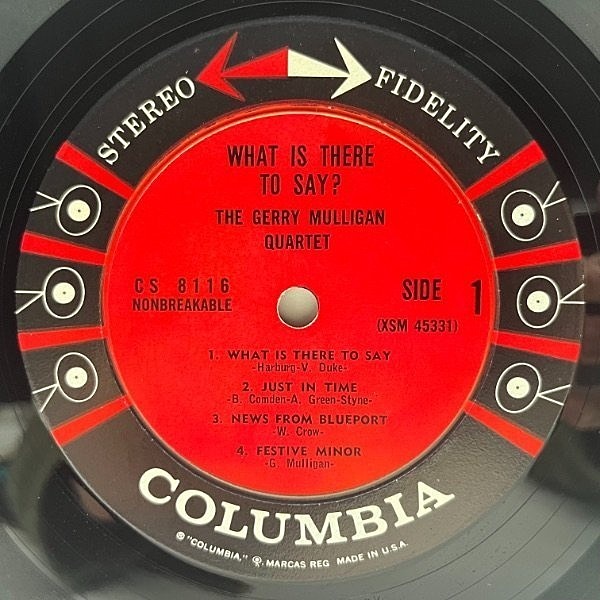 STEREO FIDELITY
WHAT IS THERE
TO SAY?
THE GERRY MULLIGAN
QUARTET
CS 8116
NONBREAKABLE
SIDE 1
(XSM 45331)
1. WHAT IS THERE TO SAY
-Harburg-V. Duke-
2. JUST IN TIME
-B. Comden-A. Green-Styne-
3. NEWS FROM BLUEPORT
-W. Crow-
4. FESTIVE MINOR
-G. Mulligan-
COLUMBIA
® "COLUMBIA," ®, MARCAS REG MADE IN U.S.A.